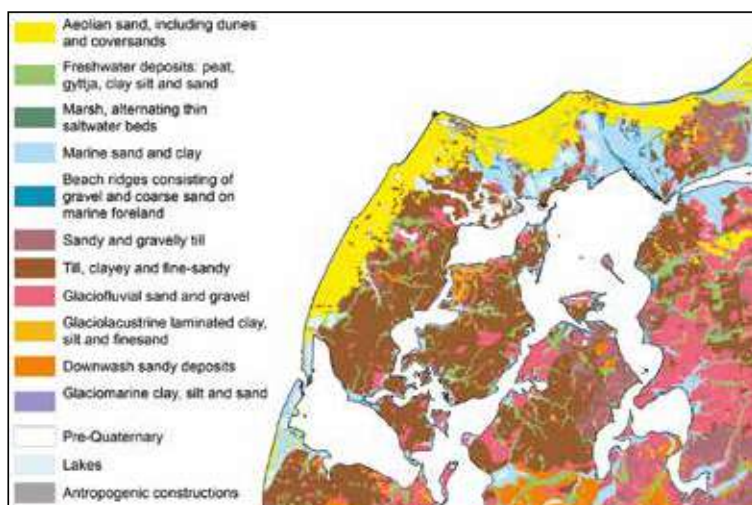 Aeolian sand, including dunes
and coversands
Freshwater deposits: peat,
gyttja, clay silt and sand
Marsh, alternating thin
saltwater beds
Marine sand and clay
Beach ridges consisting of
gravel and coarse sand on
marine foreland
Sandy and gravelly till
Till, clayey and fine-sandy
Glaciofluvial sand and gravel
Glaciolacustrine laminated clay,
silt and finesand
Downwash sandy deposits
Glaciomarine clay, silt and sand
Pre-Quaternary
Lakes
Antropogenic constructions